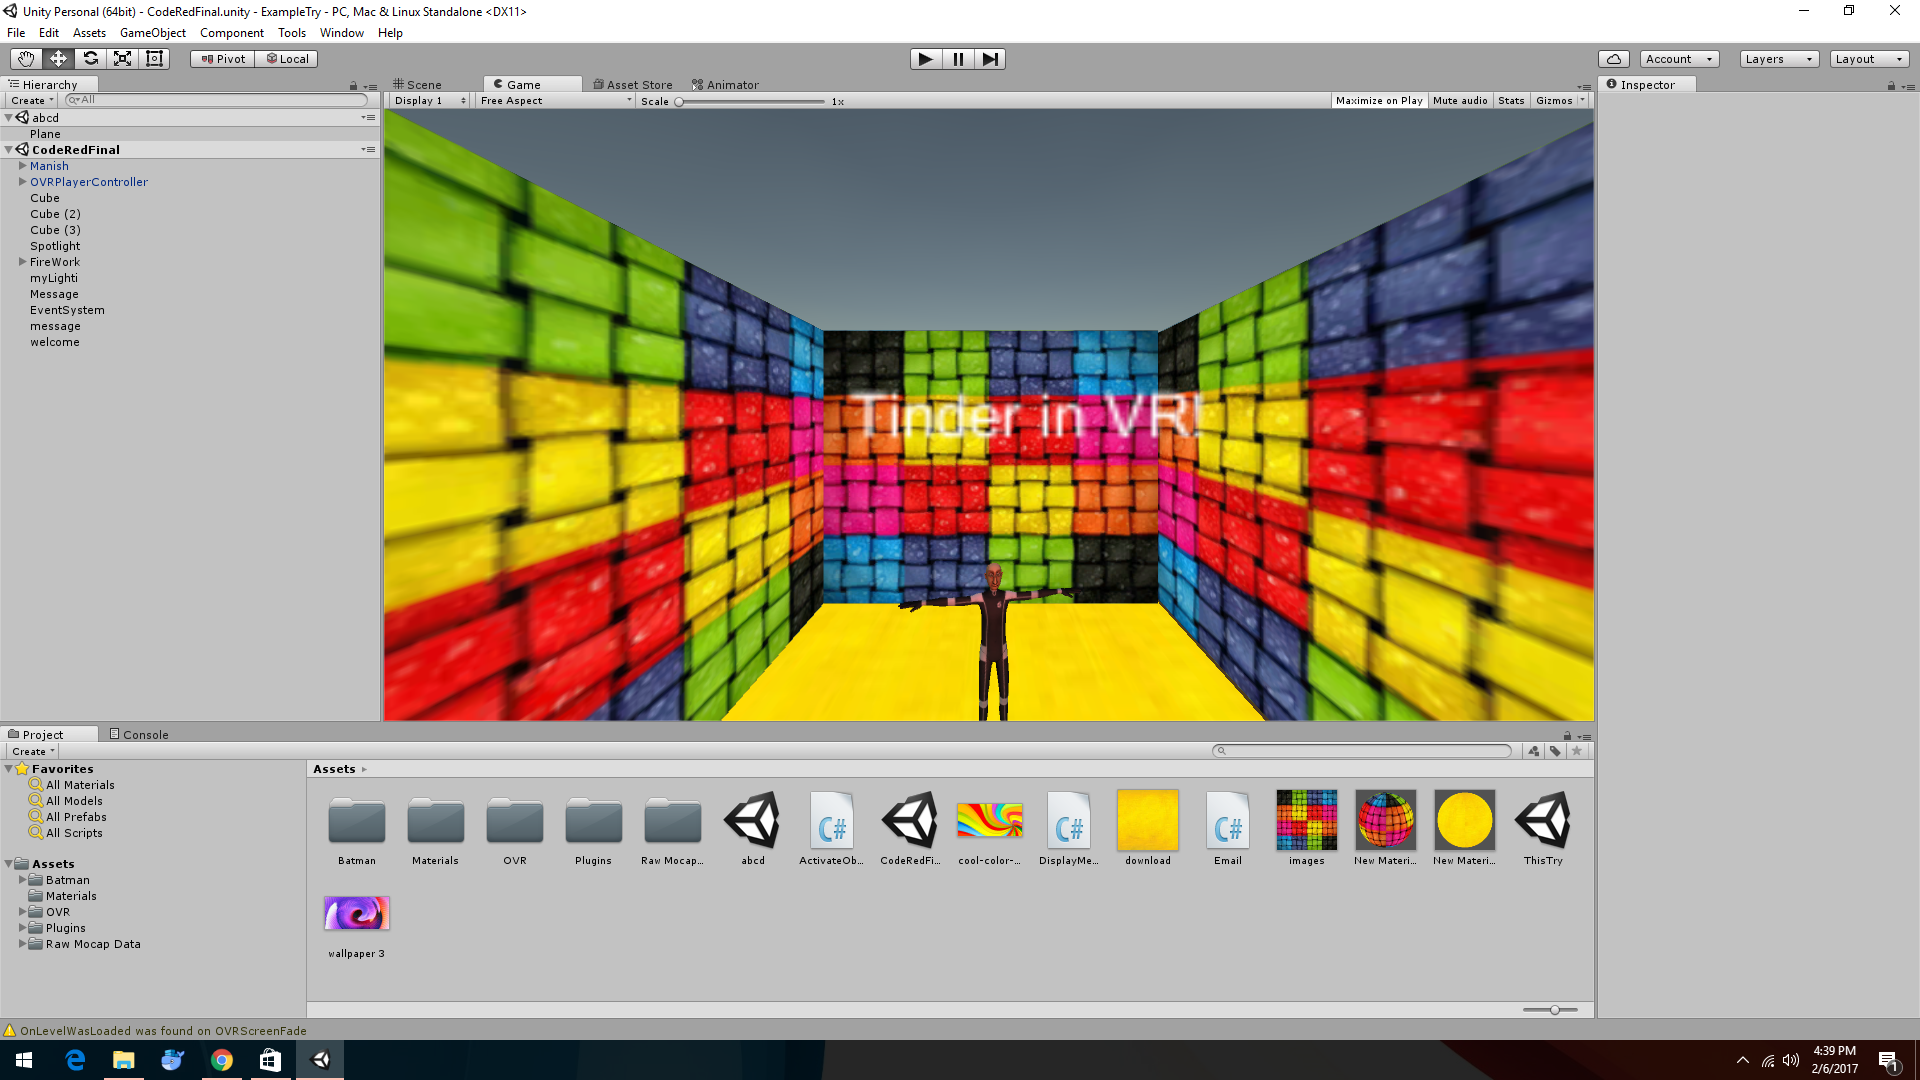 Unity Personal (64bit) - CodeRedFinal.unity - ExampleTry - PC, Mac & Linux Standalone <DX11>
File Edit Assets GameObject Component Tools Window Help
Pivot Local Account Layers Layout
Hierarchy Scene Game Asset Store Animator Inspector
Create All Display 1 Free Aspect Scale 1x Maximize on Play Mute audio Stats Gizmos
abcd
Plane
CodeRedFinal
Manish
OVRPlayerController
Cube
Cube (2)
Cube (3)
Spotlight
FireWork
myLighti
Message
EventSystem
message
welcome
Tinder in VR!
Project Console
Create
Favorites
All Materials
All Models
All Prefabs
All Scripts
Assets
Batman
Materials
OVR
Plugins
Raw Mocap Data
Assets
C# C# C#
Batman Materials OVR Plugins Raw Mocap... abcd ActivateOb... CodeRedFi... cool-color-... DisplayMe... download Email images New Materi... New Materi... ThisTry
wallpaper 3
OnLevelWasLoaded was found on OVRScreenFade
4:39 PM
2/6/2017
1